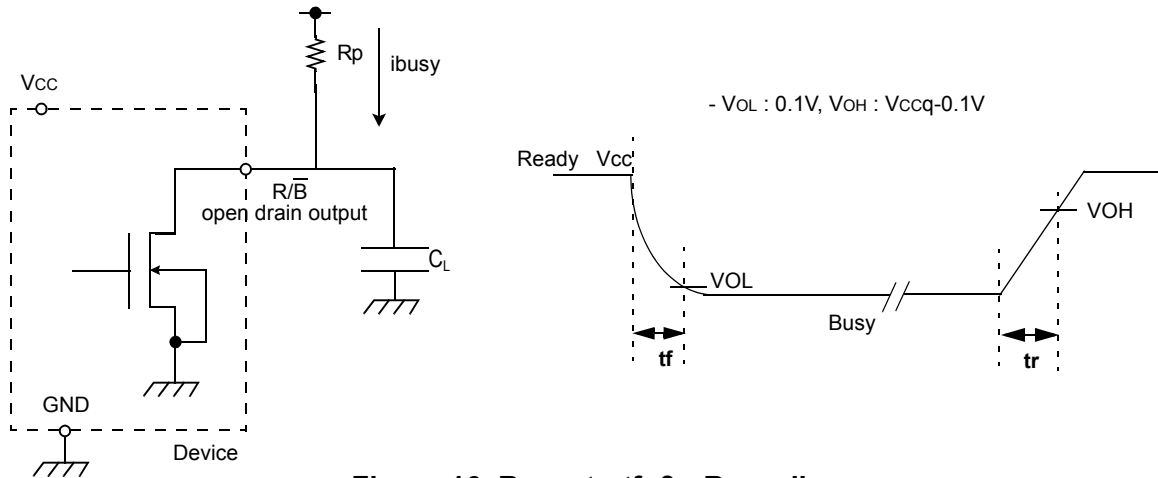 Rp
ibusy
Vcc
- VOL : 0.1V, VOH : Vccq-0.1V
Ready Vcc
R/B̅
open drain output
VOH
CL
VOL
Busy
tf
tr
GND
Device